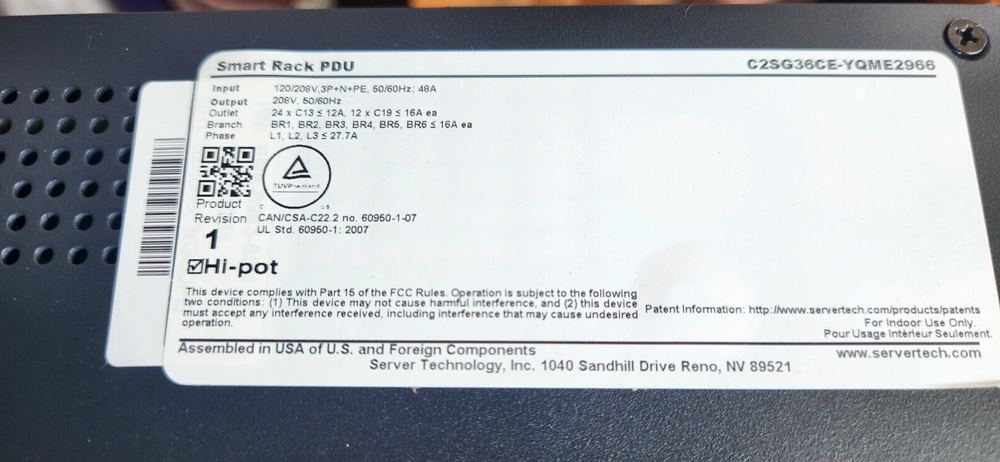 Smart Rack PDU C2SG36CE-YQME2966
Input 120/208V,3P+N+PE, 50/60Hz; 48A
Output 208V, 50/60Hz
Outlet 24 x C13 ≤ 12A, 12 x C19 ≤ 16A ea
Branch BR1, BR2, BR3, BR4, BR5, BR6 ≤ 16A ea
Phase L1, L2, L3 ≤ 27.7A
TÜVRheinland
c us
Product
Revision
1
CAN/CSA-C22.2 no. 60950-1-07
UL Std. 60950-1: 2007
☑Hi-pot
This device complies with Part 15 of the FCC Rules. Operation is subject to the following
two conditions: (1) This device may not cause harmful interference, and (2) this device
must accept any interference received, including interference that may cause undesired
operation.
Patent Information: http://www.servertech.com/products/patents
For Indoor Use Only.
Pour Usage Intérieur Seulement.
Assembled in USA of U.S. and Foreign Components
www.servertech.com
Server Technology, Inc. 1040 Sandhill Drive Reno, NV 89521